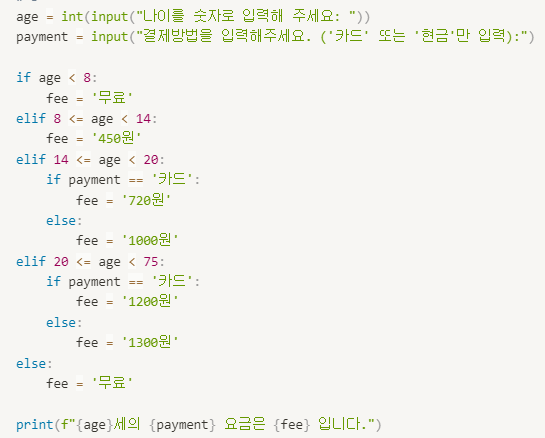 age = int(input("나이를 숫자로 입력해 주세요: "))
payment = input("결제방법을 입력해주세요. ('카드' 또는 '현금'만 입력):")
if age < 8:
    fee = '무료'
elif 8 <= age < 14:
    fee = '450원'
elif 14 <= age < 20:
    if payment == '카드':
        fee = '720원'
    else:
        fee = '1000원'
elif 20 <= age < 75:
    if payment == '카드':
        fee = '1200원'
    else:
        fee = '1300원'
else:
    fee = '무료'
print(f"{age}세의 {payment} 요금은 {fee} 입니다.")